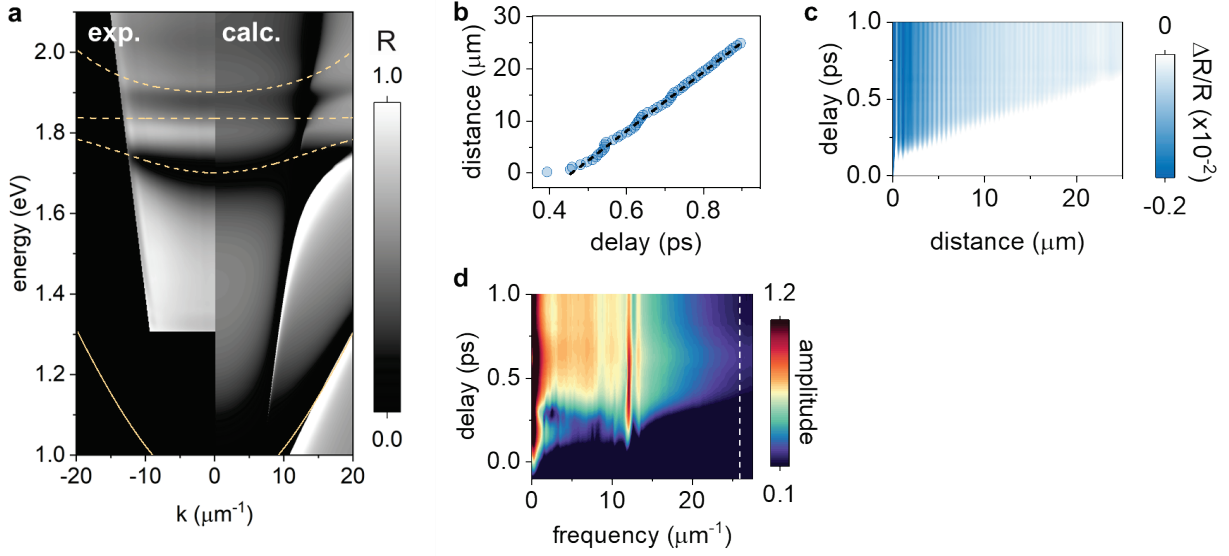 a
exp.
calc.
R
1.0
0.0
2.0
1.8
1.6
1.4
1.2
1.0
energy (eV)
-20
-10
0
10
20
k (μm⁻¹)
b
30
20
10
0
distance (μm)
0.4
0.6
0.8
delay (ps)
c
1.0
0.5
0.0
delay (ps)
0
10
20
distance (μm)
0
-0.2
ΔR/R (x10⁻²)
d
1.0
0.5
0.0
delay (ps)
0
10
20
frequency (μm⁻¹)
1.2
0.1
amplitude